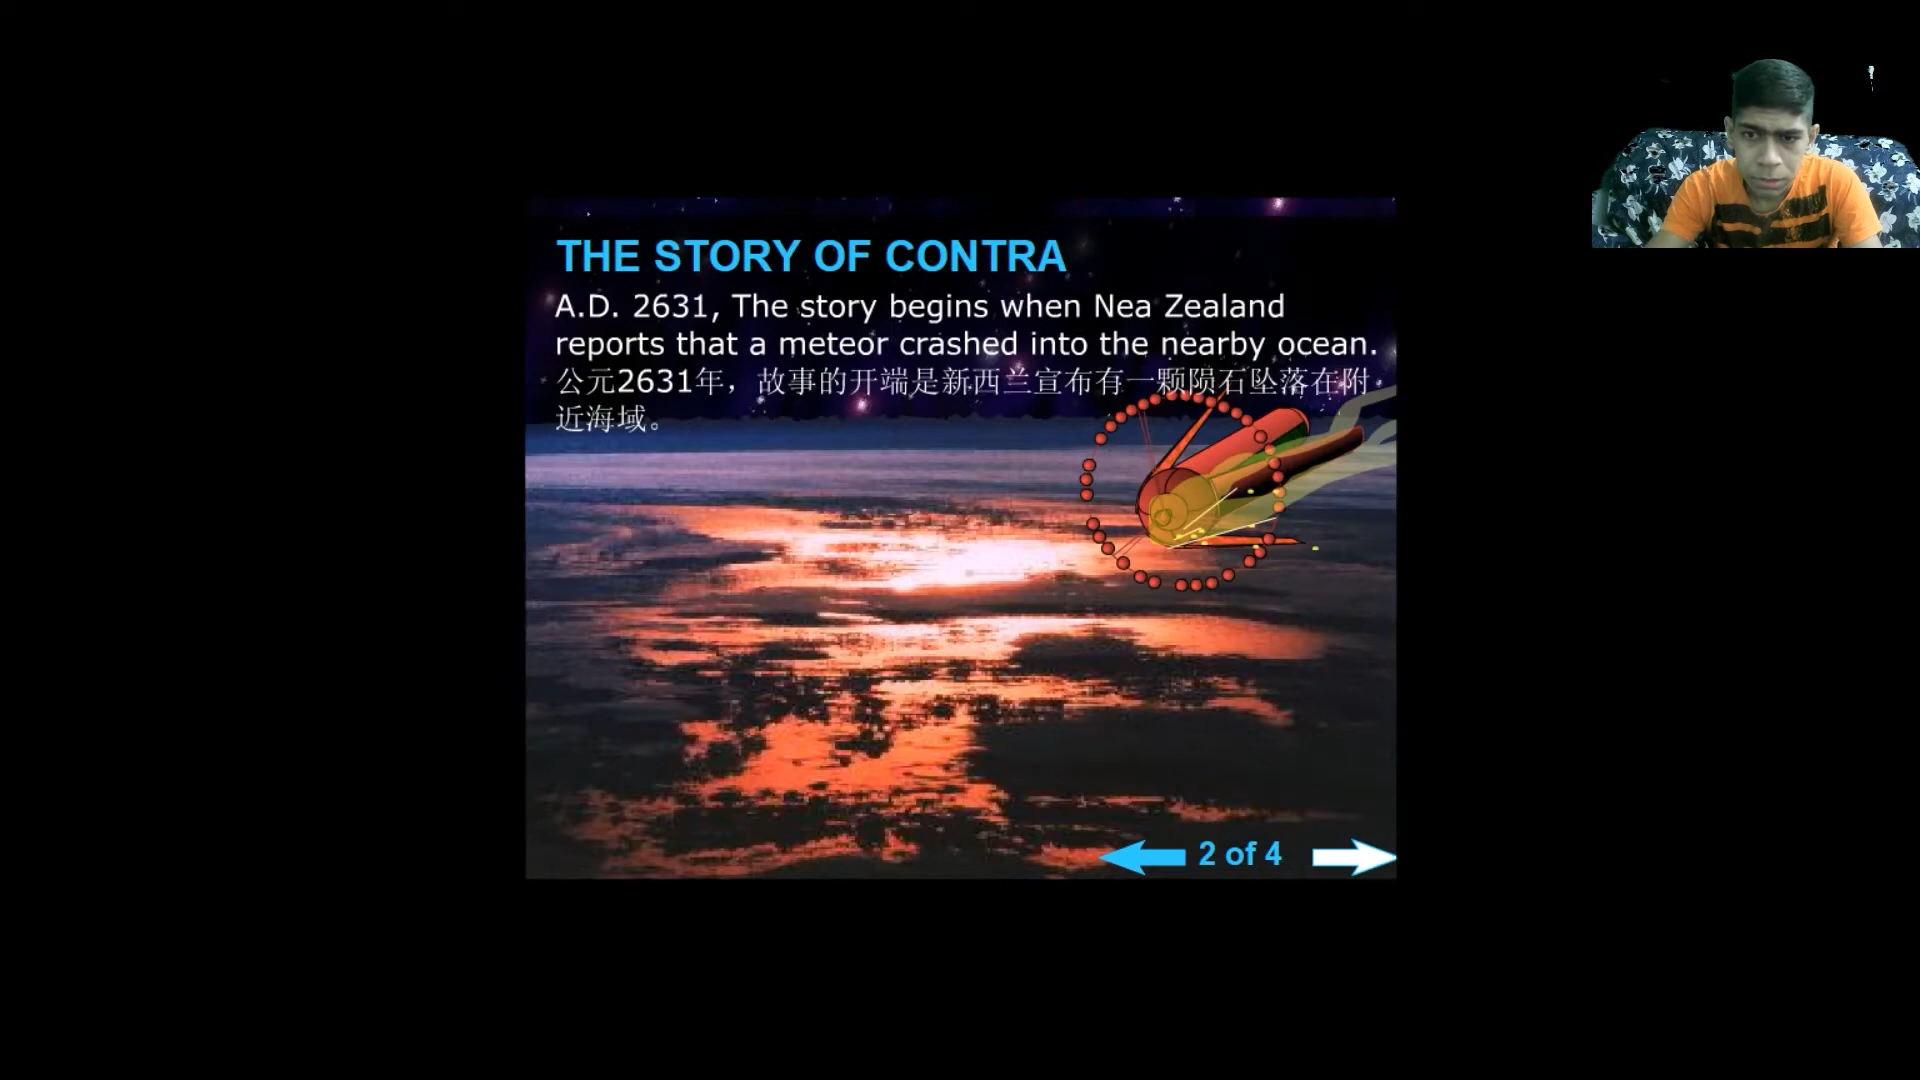 THE STORY OF CONTRA
A.D. 2631, The story begins when Nea Zealand
reports that a meteor crashed into the nearby ocean.
公元2631年，故事的开端是新西兰宣布有一颗陨石坠落在附
近海域。
2 of 4